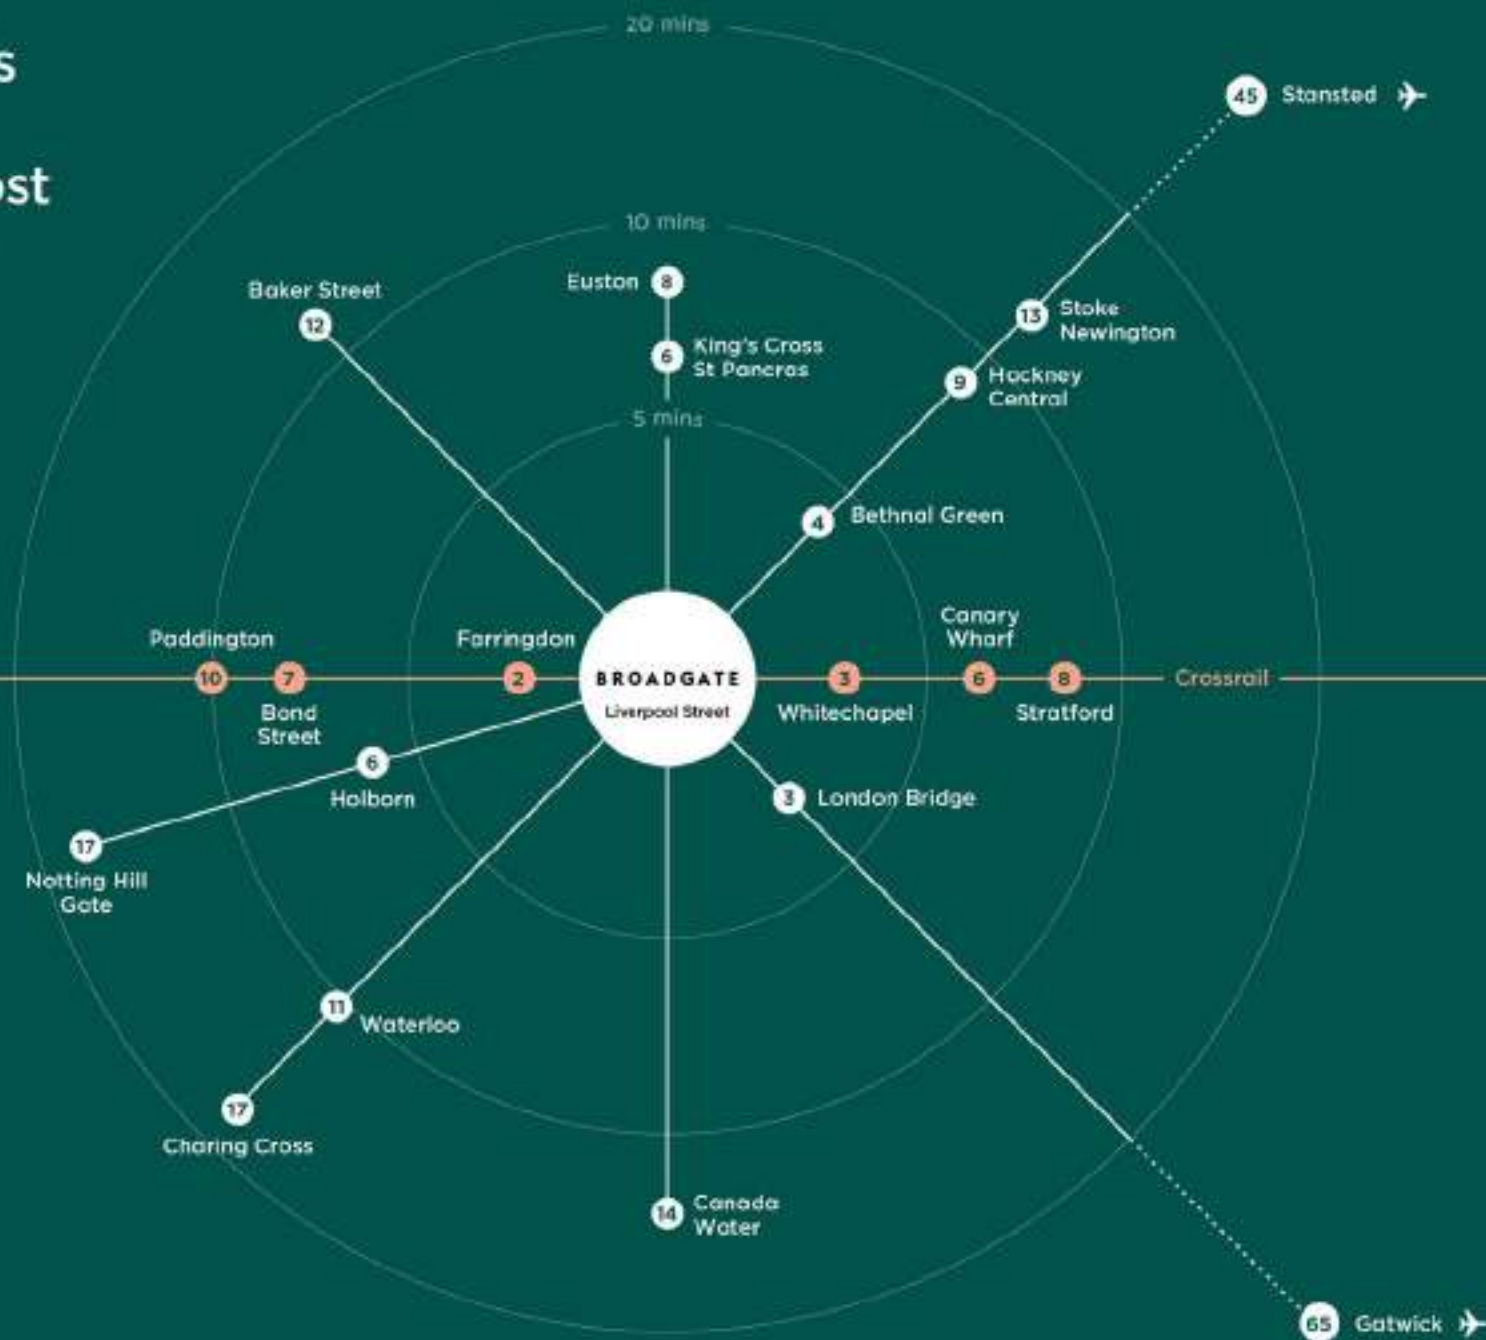 s
ost
20 mins
45 Stansted
10 mins
Euston 8
Baker Street
12
13 Stoke
Newington
6 King's Cross
St Pancras
9 Hackney
Central
5 mins
4 Bethnal Green
Canary
Wharf
Paddington
Farringdon
10
7
2
BROADGATE
Liverpool Street
3
6
8
Crossrail
Bond
Street
Whitechapel
Stratford
6
Holborn
3 London Bridge
17
Notting Hill
Gate
11
Waterloo
17
Charing Cross
14 Canada
Water
65 Gatwick